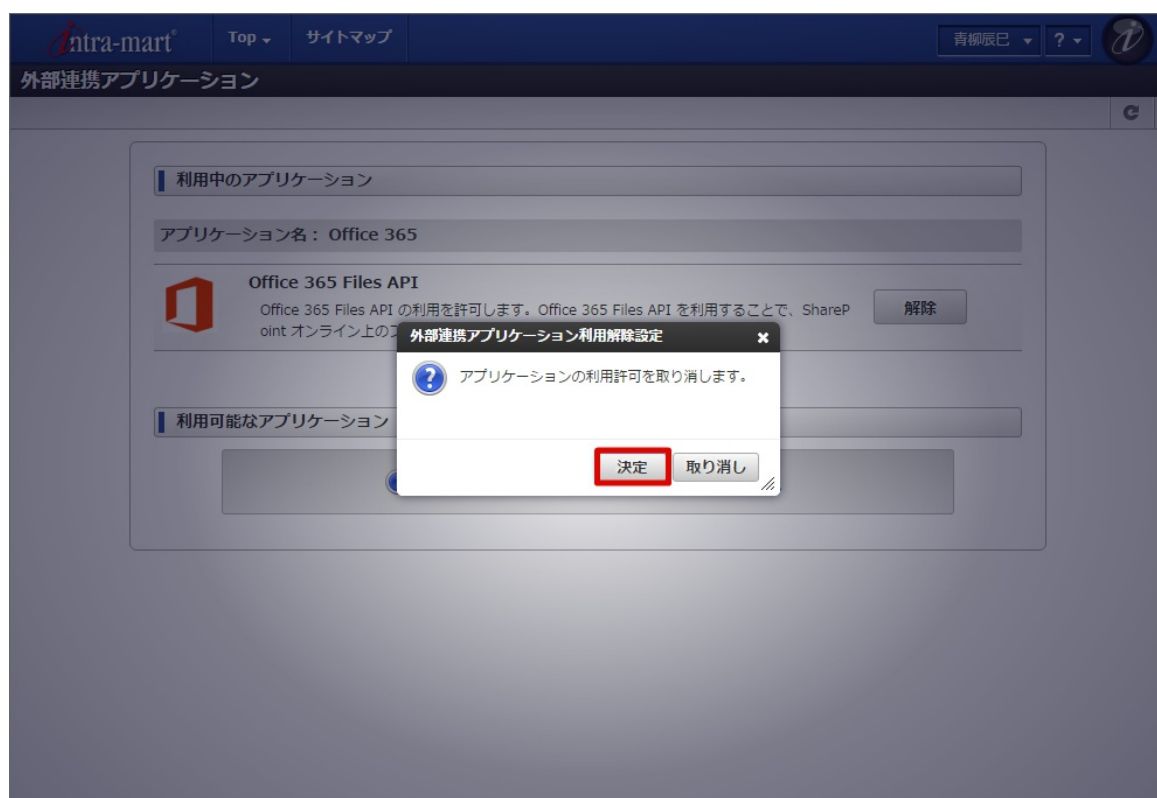 intra-mart®
Top
サイトマップ
青柳辰巳
?
外部連携アプリケーション
利用中のアプリケーション
アプリケーション名： Office 365
Office 365 Files API
Office 365 Files API の利用を許可します。Office 365 Files API を利用することで、ShareP
oint オンライン上の
解除
外部連携アプリケーション利用解除設定
アプリケーションの利用許可を取り消します。
利用可能なアプリケーション
決定
取り消し